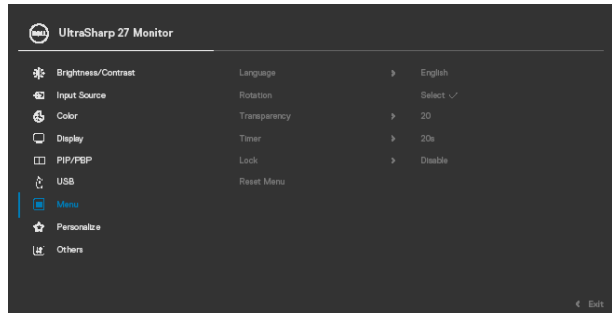 DELL UltraSharp 27 Monitor
Brightness/Contrast Language > English
Input Source Rotation Select ✓
Color Transparency > 20
Display Timer > 20s
PIP/PBP Lock > Disable
USB Reset Menu
Menu
Personalize
Others
< Exit